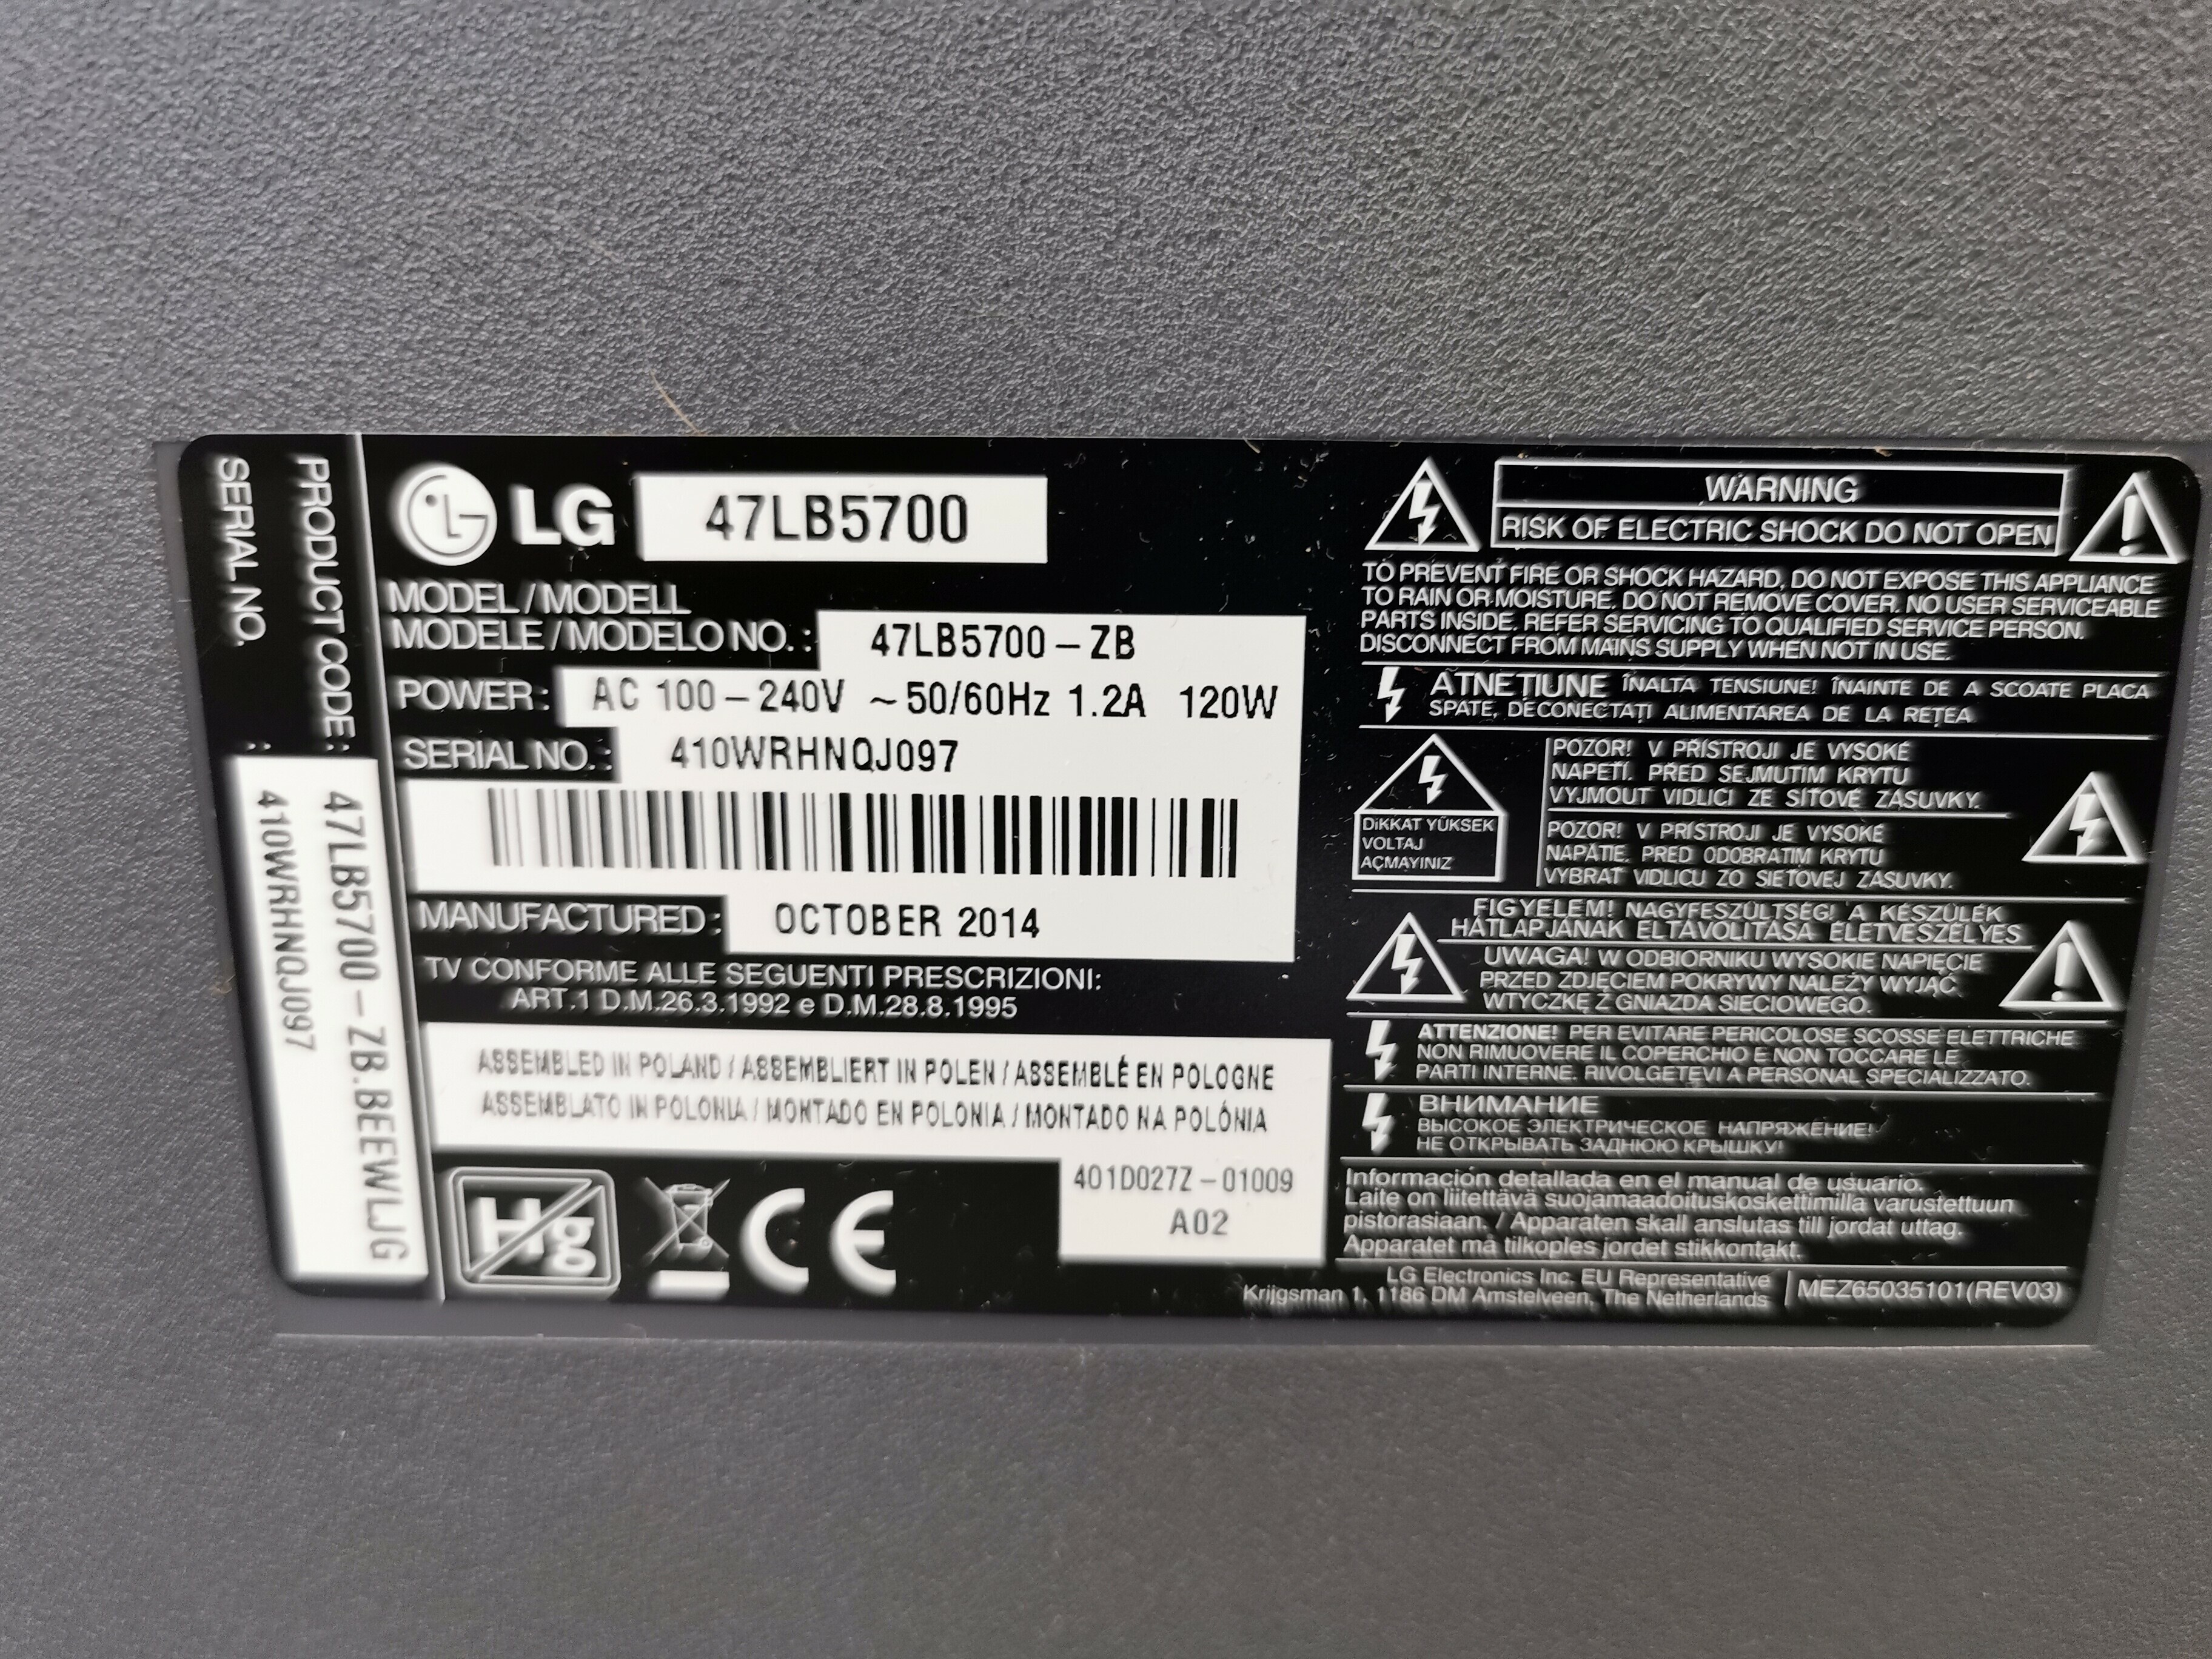 SERIAL NO. : 410WRHNQJ097
PRODUCT CODE : 47LB5700-ZB.BEEWLJG
LG 47LB5700
MODEL / MODELL
MODELE / MODELO NO. : 47LB5700-ZB
POWER : AC 100-240V ~50/60Hz 1.2A 120W
SERIAL NO. : 410WRHNQJ097
MANUFACTURED : OCTOBER 2014
TV CONFORME ALLE SEGUENTI PRESCRIZIONI:
ART.1 D.M.26.3.1992 e D.M.28.8.1995
ASSEMBLED IN POLAND / ASSEMBLIERT IN POLEN / ASSEMBLÉ EN POLOGNE
ASSEMBLATO IN POLONIA / MONTADO EN POLONIA / MONTADO NA POLÓNIA
Hg
CE
401D027Z-01009
A02
WARNING
RISK OF ELECTRIC SHOCK DO NOT OPEN
TO PREVENT FIRE OR SHOCK HAZARD, DO NOT EXPOSE THIS APPLIANCE
TO RAIN OR MOISTURE. DO NOT REMOVE COVER. NO USER SERVICEABLE
PARTS INSIDE. REFER SERVICING TO QUALIFIED SERVICE PERSON.
DISCONNECT FROM MAINS SUPPLY WHEN NOT IN USE.
ATNEȚIUNE ÎNALTA TENSIUNE! ÎNAINTE DE A SCOATE PLACA
SPATE, DECONECTAȚI ALIMENTAREA DE LA REȚEA
DiKKAT YÜKSEK
VOLTAJ
AÇMAYINIZ
POZOR! V PŘÍSTROJI JE VYSOKÉ
NAPĚTÍ. PŘED SEJMUTÍM KRYTU
VYJMOUT VIDLICI ZE SÍŤOVÉ ZÁSUVKY.
POZOR! V PRÍSTROJI JE VYSOKÉ
NAPÄTIE. PRED ODOBRATÍM KRYTU
VYBRAŤ VIDLICU ZO SIEŤOVEJ ZÁSUVKY.
FIGYELEM! NAGYFESZÜLTSÉG! A KÉSZÜLÉK
HÁTLAPJÁNAK ELTÁVOLÍTÁSA ÉLETVESZÉLYES
UWAGA! W ODBIORNIKU WYSOKIE NAPIĘCIE
PRZED ZDJĘCIEM POKRYWY NALEŻY WYJĄĆ
WTYCZKĘ Z GNIAZDA SIECIOWEGO.
ATTENZIONE! PER EVITARE PERICOLOSE SCOSSE ELETTRICHE
NON RIMUOVERE IL COPERCHIO E NON TOCCARE LE
PARTI INTERNE. RIVOLGETEVI A PERSONAL SPECIALIZZATO.
ВНИМАНИЕ
ВЫСОКОЕ ЭЛЕКТРИЧЕСКОЕ НАПРЯЖЕНИЕ!
НЕ ОТКРЫВАТЬ ЗАДНЮЮ КРЫШКУ!
Información detallada en el manual de usuario.
Laite on liitettävä suojamaadoituskoskettimilla varustettuun
pistorasiaan. / Apparaten skall anslutas till jordat uttag.
Apparatet må tilkoples jordet stikkontakt.
LG Electronics Inc. EU Representative
Krijgsman 1, 1186 DM Amstelveen, The Netherlands
MEZ65035101(REV03)